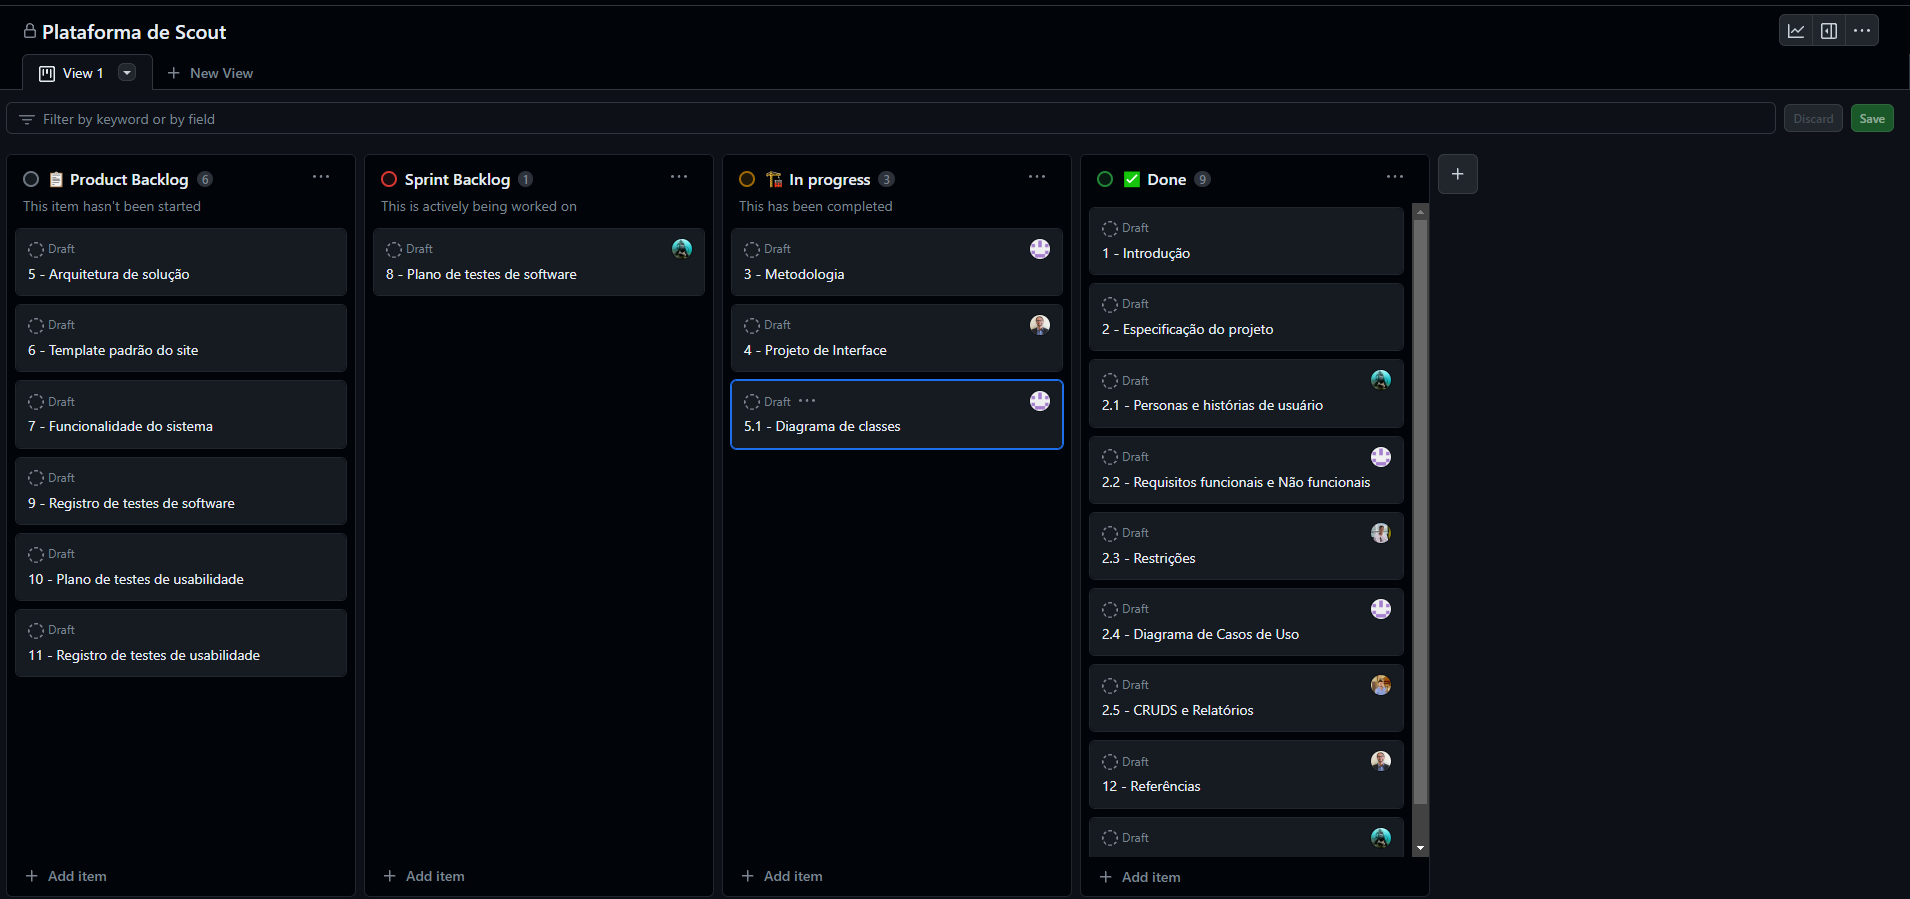 Plataforma de Scout
View 1
New View
Filter by keyword or by field
Discard
Save
Product Backlog 6
This item hasn't been started
Draft
5 - Arquitetura de solução
Draft
6 - Template padrão do site
Draft
7 - Funcionalidade do sistema
Draft
9 - Registro de testes de software
Draft
10 - Plano de testes de usabilidade
Draft
11 - Registro de testes de usabilidade
Add item
Sprint Backlog 1
This is actively being worked on
Draft
8 - Plano de testes de software
Add item
In progress 3
This has been completed
Draft
3 - Metodologia
Draft
4 - Projeto de Interface
Draft
5.1 - Diagrama de classes
Add item
Done 9
Draft
1 - Introdução
Draft
2 - Especificação do projeto
Draft
2.1 - Personas e histórias de usuário
Draft
2.2 - Requisitos funcionais e Não funcionais
Draft
2.3 - Restrições
Draft
2.4 - Diagrama de Casos de Uso
Draft
2.5 - CRUDS e Relatórios
Draft
12 - Referências
Draft
Add item